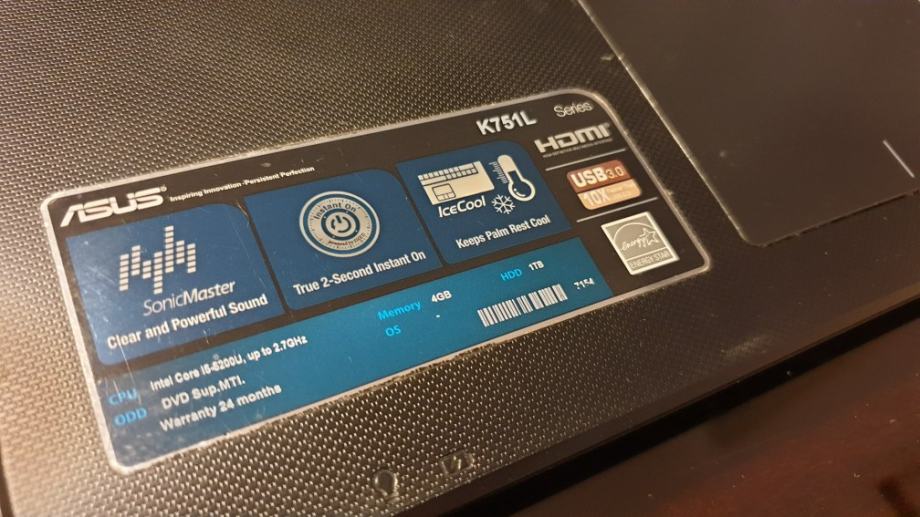 K751L Series
HDMI
ASUS Inspiring Innovation · Persistent Perfection
USB 3.0
10X
Instant On
IceCool
Keeps Palm Rest Cool
True 2-Second Instant On
SonicMaster
Clear and Powerful Sound
Energy
ENERGY STAR
Memory 4GB
HDD 1TB
OS -
7154
CPU Intel Core i5-5200U, up to 2.7GHz
ODD DVD Sup.MTI.
Warranty 24 months